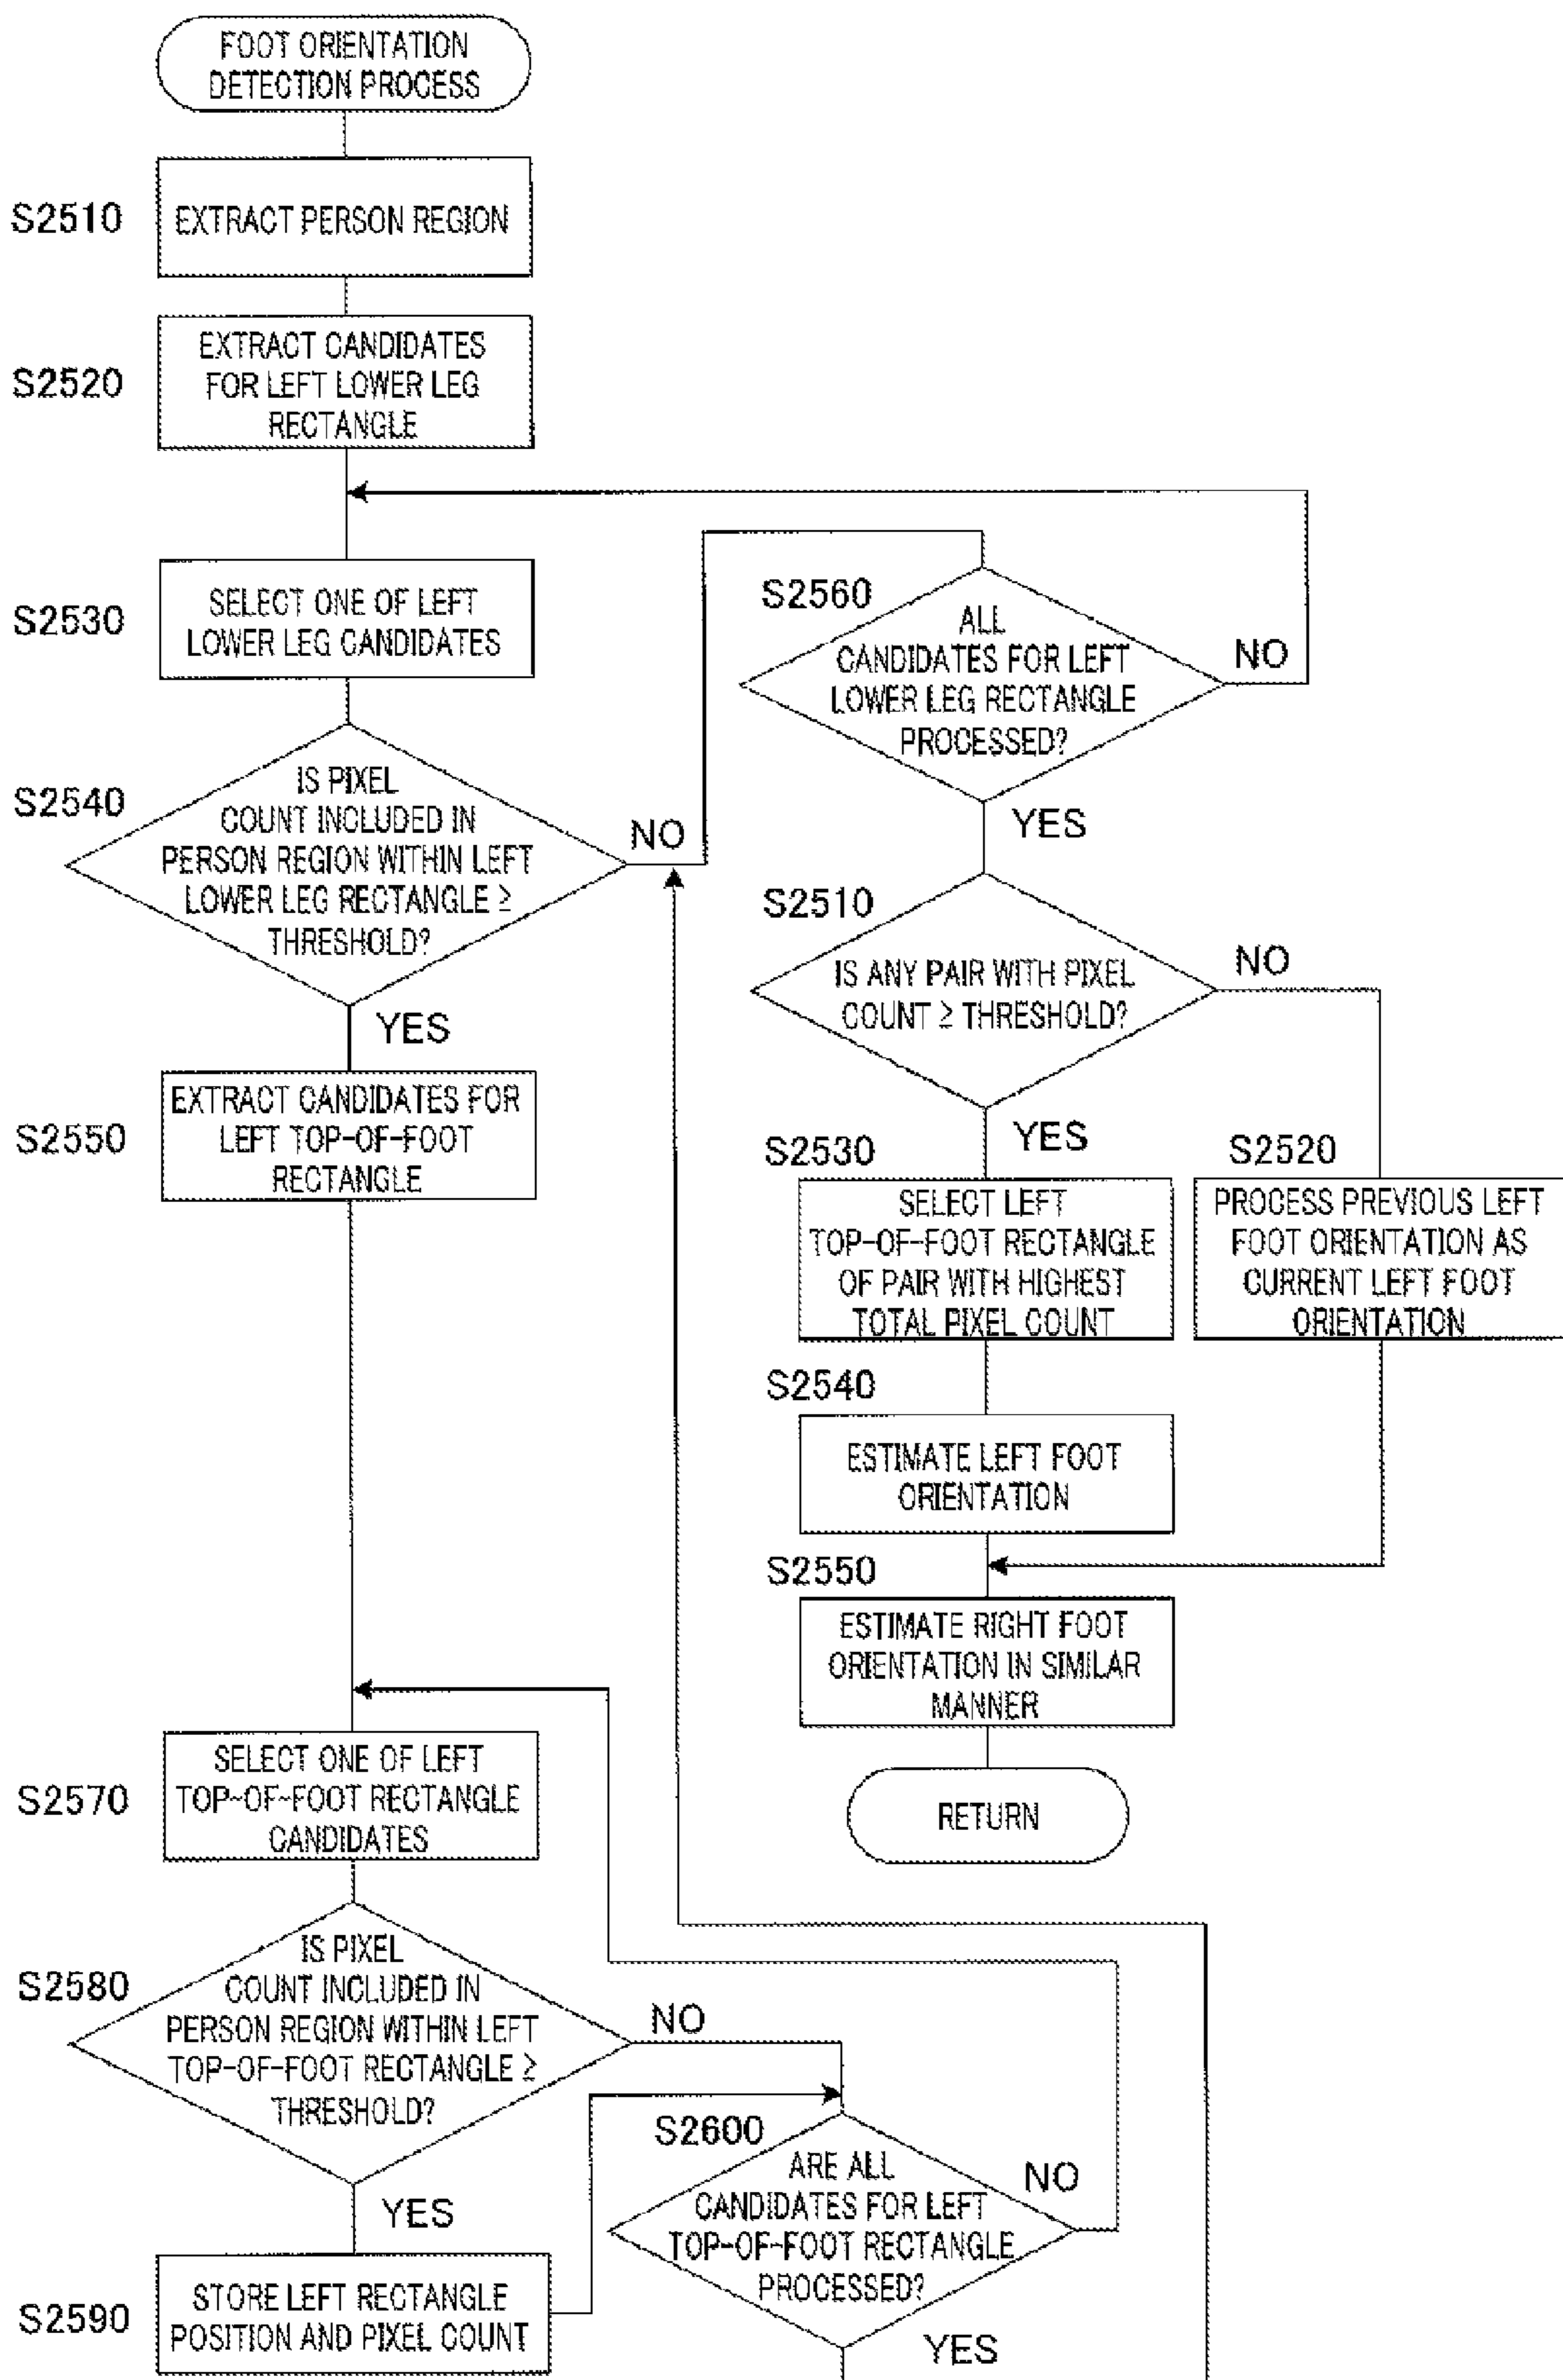 FOOT ORIENTATION
DETECTION PROCESS
S2510
EXTRACT PERSON REGION
S2520
EXTRACT CANDIDATES
FOR LEFT LOWER LEG
RECTANGLE
S2530
SELECT ONE OF LEFT
LOWER LEG CANDIDATES
S2540
IS PIXEL
COUNT INCLUDED IN
PERSON REGION WITHIN LEFT
LOWER LEG RECTANGLE ≥
THRESHOLD?
NO
YES
S2550
EXTRACT CANDIDATES FOR
LEFT TOP-OF-FOOT
RECTANGLE
S2560
ALL
CANDIDATES FOR LEFT
LOWER LEG RECTANGLE
PROCESSED?
NO
YES
S2510
IS ANY PAIR WITH PIXEL
COUNT ≥ THRESHOLD?
NO
YES
S2530
SELECT LEFT
TOP-OF-FOOT RECTANGLE
OF PAIR WITH HIGHEST
TOTAL PIXEL COUNT
S2520
PROCESS PREVIOUS LEFT
FOOT ORIENTATION AS
CURRENT LEFT FOOT
ORIENTATION
S2540
ESTIMATE LEFT FOOT
ORIENTATION
S2550
ESTIMATE RIGHT FOOT
ORIENTATION IN SIMILAR
MANNER
RETURN
S2570
SELECT ONE OF LEFT
TOP-OF-FOOT RECTANGLE
CANDIDATES
S2580
IS PIXEL
COUNT INCLUDED IN
PERSON REGION WITHIN LEFT
TOP-OF-FOOT RECTANGLE ≥
THRESHOLD?
NO
YES
S2590
STORE LEFT RECTANGLE
POSITION AND PIXEL COUNT
S2600
ARE ALL
CANDIDATES FOR LEFT
TOP-OF-FOOT RECTANGLE
PROCESSED?
NO
YES